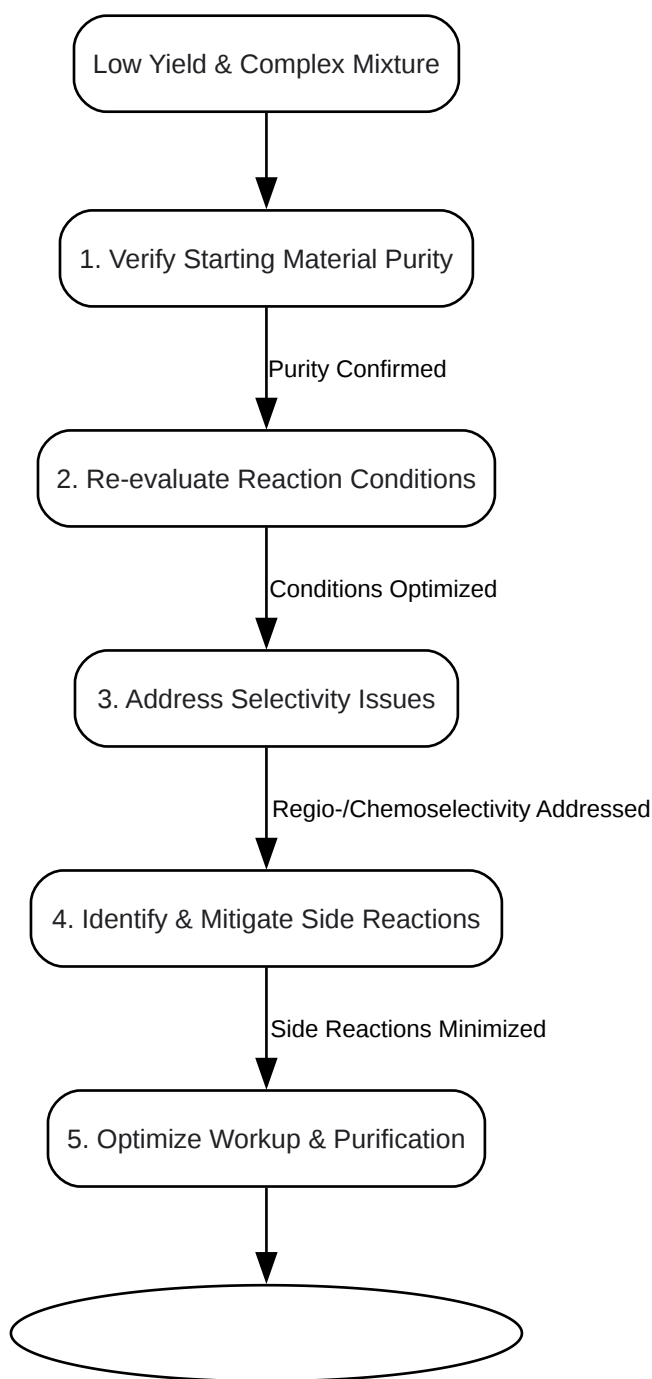 Low Yield & Complex Mixture
1. Verify Starting Material Purity
Purity Confirmed
2. Re-evaluate Reaction Conditions
Conditions Optimized
3. Address Selectivity Issues
Regio-/Chemoselectivity Addressed
4. Identify & Mitigate Side Reactions
Side Reactions Minimized
5. Optimize Workup & Purification